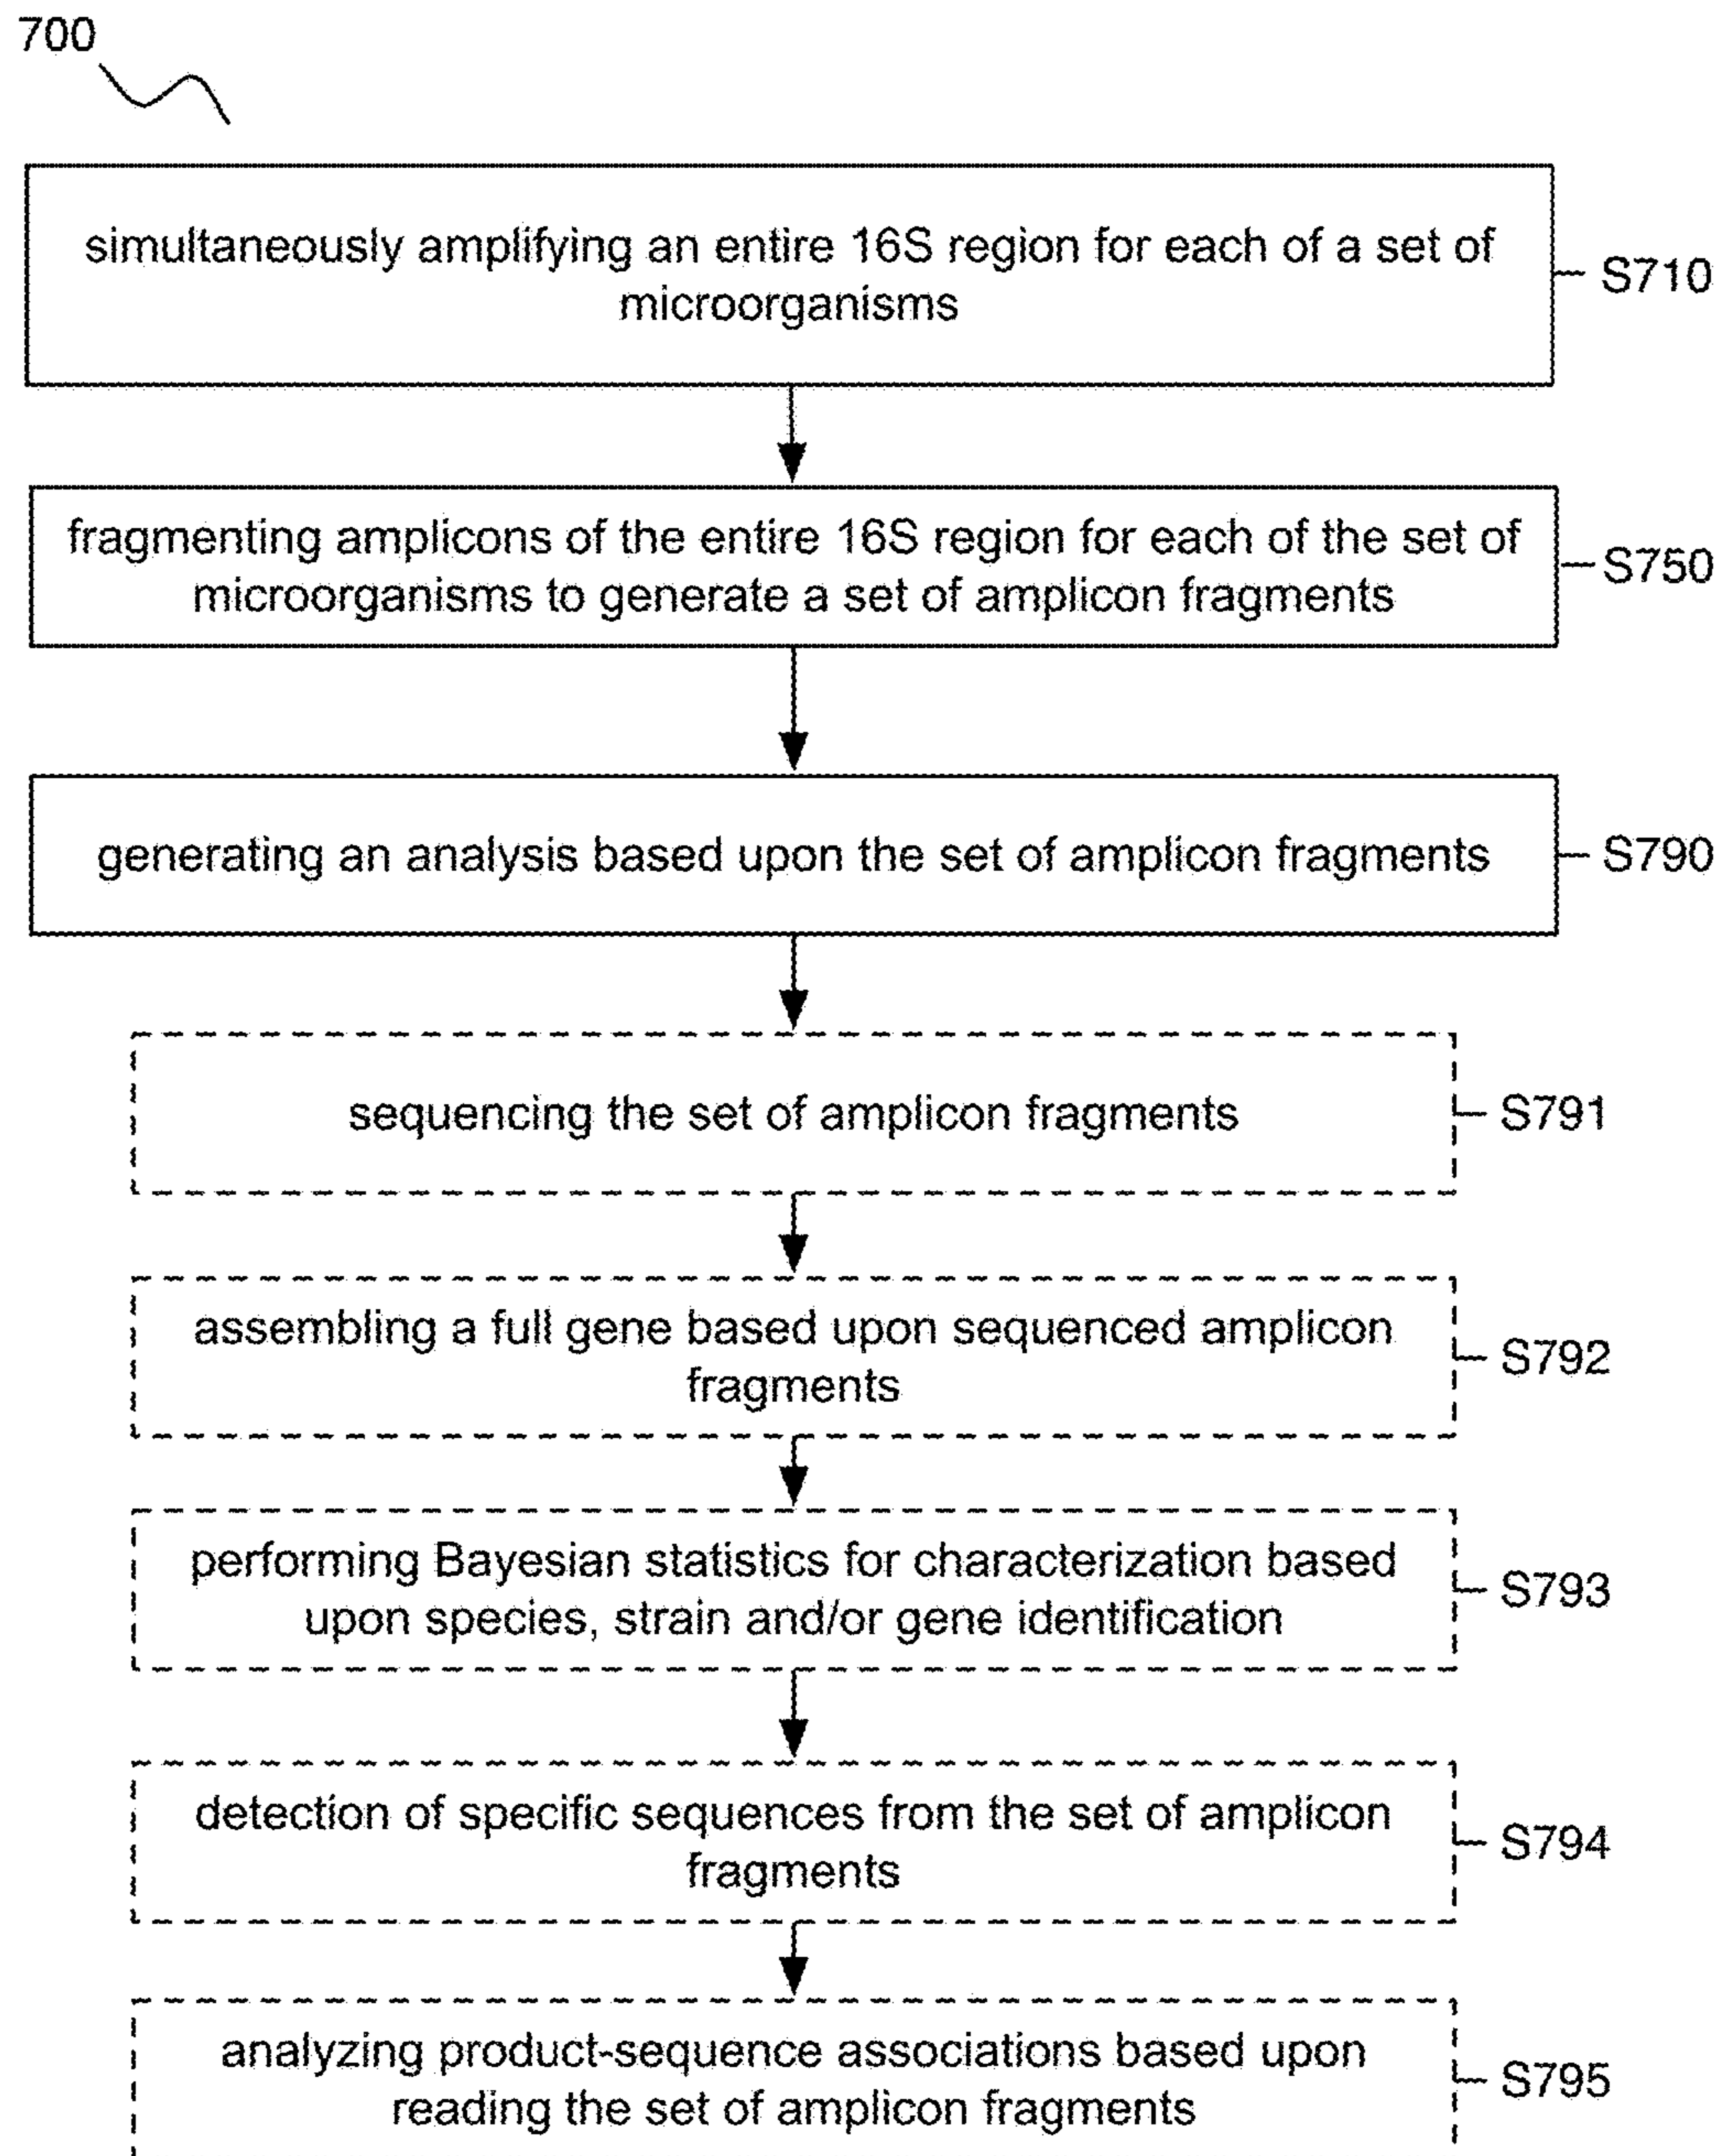 700
simultaneously amplifying an entire 16S region for each of a set of
microorganisms
S710
fragmenting amplicons of the entire 16S region for each of the set of
microorganisms to generate a set of amplicon fragments
S750
generating an analysis based upon the set of amplicon fragments
S790
sequencing the set of amplicon fragments
S791
assembling a full gene based upon sequenced amplicon
fragments
S792
performing Bayesian statistics for characterization based
upon species, strain and/or gene identification
S793
detection of specific sequences from the set of amplicon
fragments
S794
analyzing product-sequence associations based upon
reading the set of amplicon fragments
S795